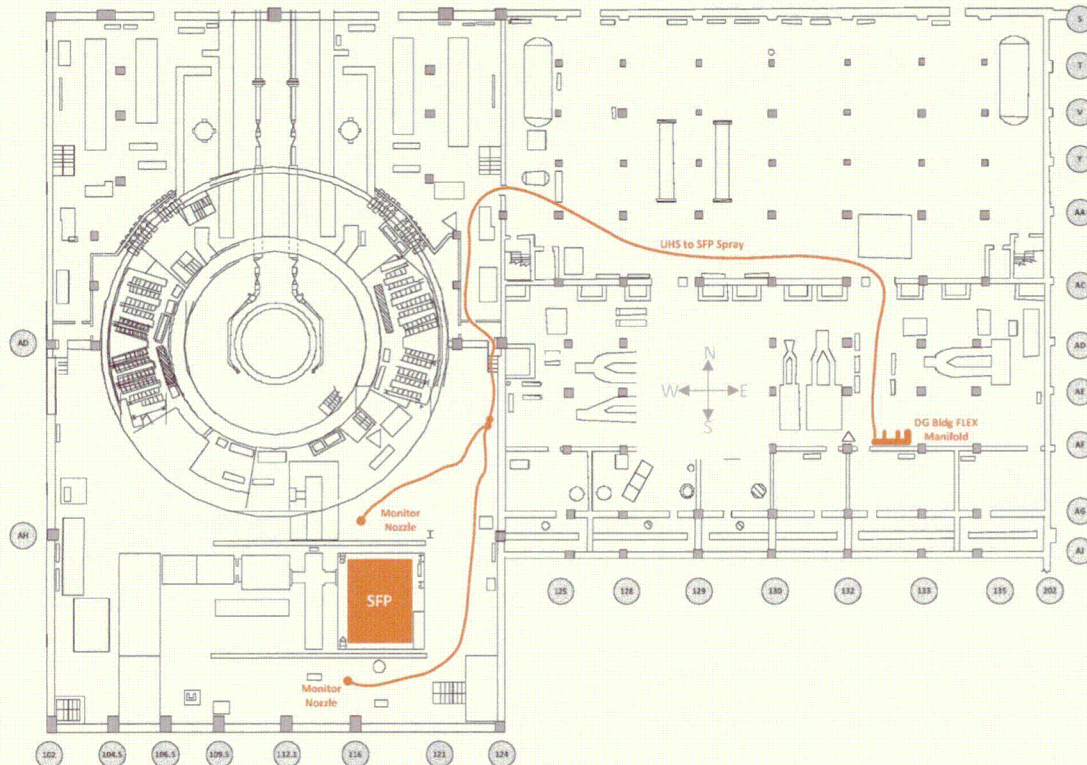 S
T
V
Y
AA
UHS to SFP Spray
AC
AD
AD
N
W E
S
AE
DG Bldg FLEX
Manifold
AF
Monitor
Nozzle
AG
AH
AJ
125
128
129
130
132
133
135
202
SFP
Monitor
Nozzle
102
104.5
106.5
109.5
112.1
116
121
124